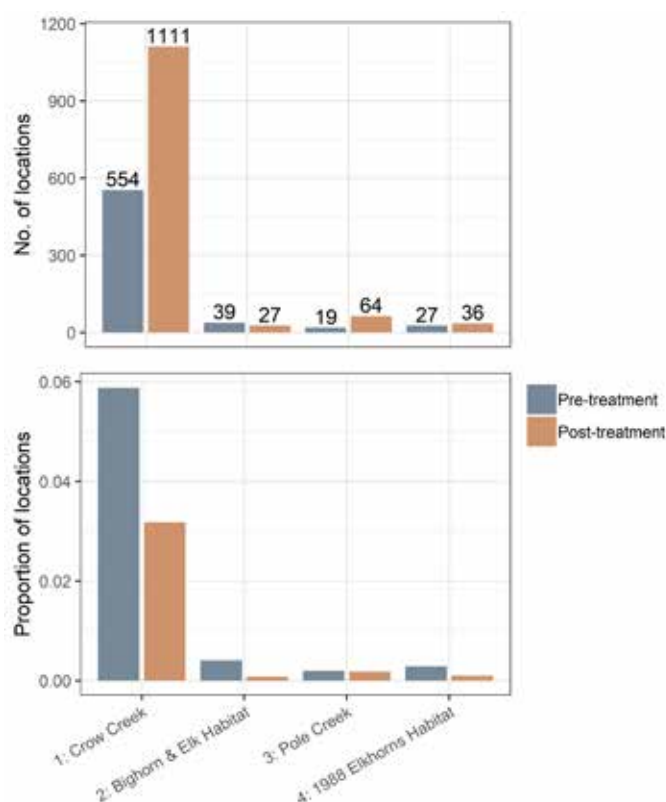 No. of locations
1200
900
600
300
0
554
1111
39
27
19
64
27
36
Proportion of locations
0.06
0.04
0.02
0.00
Pre-treatment
Post-treatment
1: Crow Creek
2: Bighorn & Elk Habitat
3: Pole Creek
4: 1988 Elkhorns Habitat